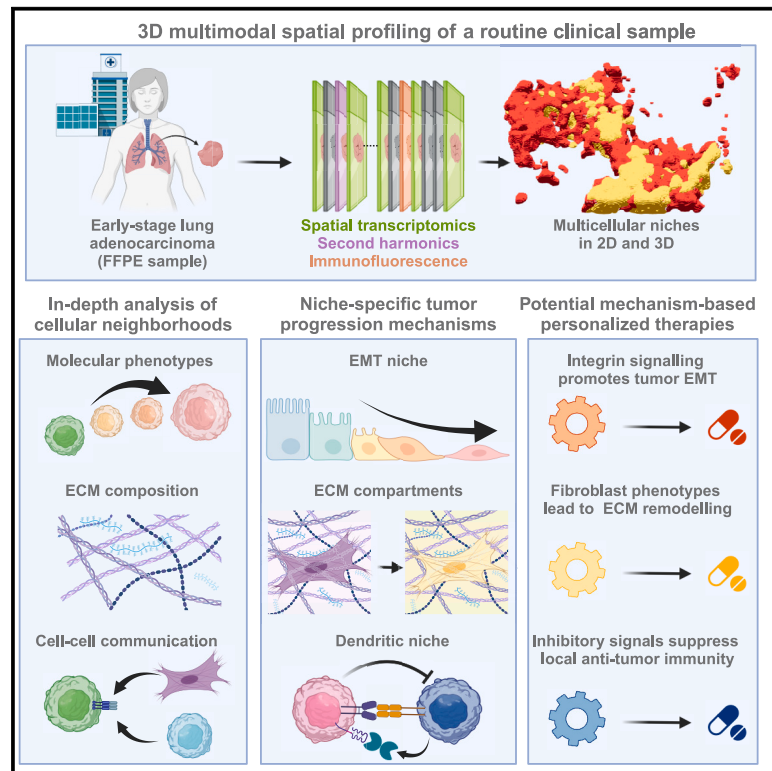 3D multimodal spatial profiling of a routine clinical sample
Early-stage lung
adenocarcinoma
(FFPE sample)
Spatial transcriptomics
Second harmonics
Immunofluorescence
Multicellular niches
in 2D and 3D
In-depth analysis of
cellular neighborhoods
Molecular phenotypes
ECM composition
Cell-cell communication
Niche-specific tumor
progression mechanisms
EMT niche
ECM compartments
Dendritic niche
Potential mechanism-based
personalized therapies
Integrin signalling
promotes tumor EMT
Fibroblast phenotypes
lead to ECM remodelling
Inhibitory signals suppress
local anti-tumor immunity